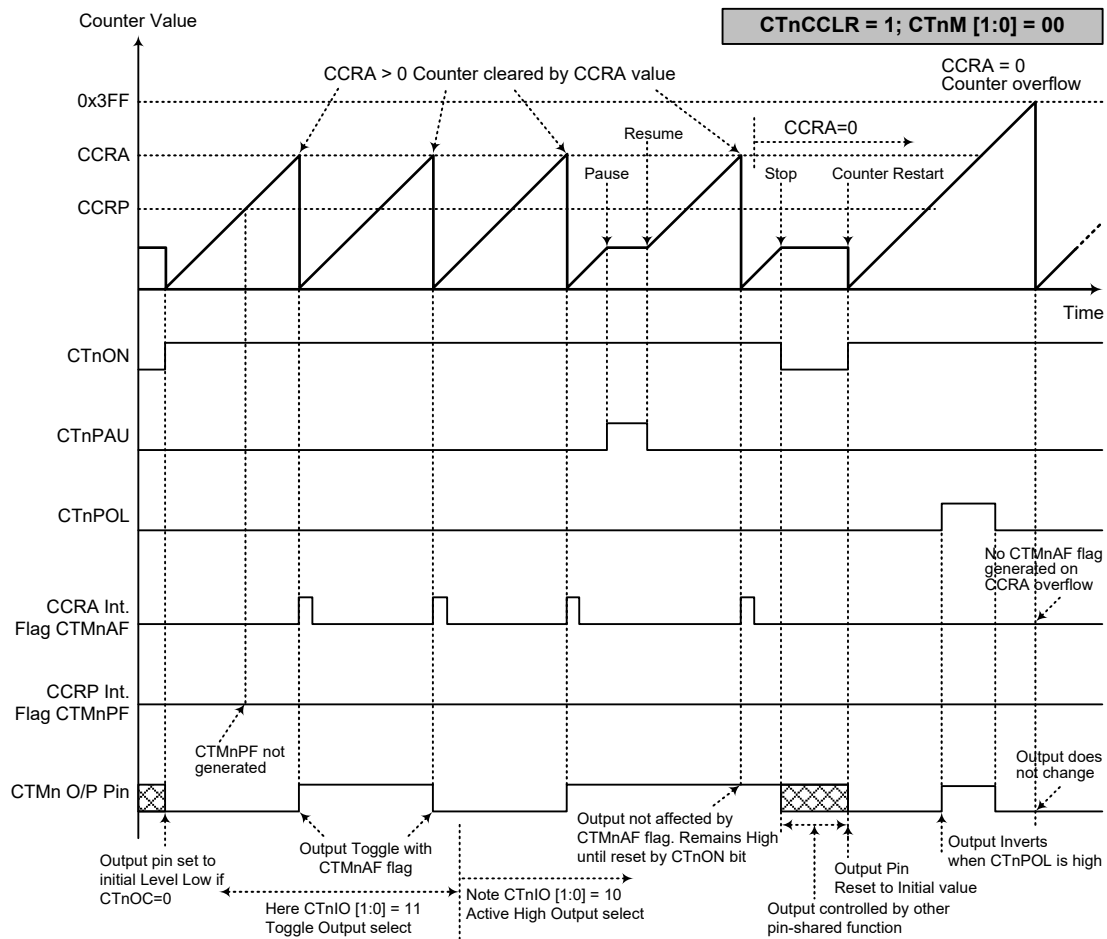 Counter Value
CTnCCLR = 1; CTnM [1:0] = 00
CCRA > 0 Counter cleared by CCRA value
CCRA = 0
Counter overflow
0x3FF
Resume
CCRA=0
CCRA
Pause
Stop
Counter Restart
CCRP
Time
CTnON
CTnPAU
CTnPOL
No CTMnAF flag
generated on
CCRA overflow
CCRA Int.
Flag CTMnAF
CCRP Int.
Flag CTMnPF
CTMnPF not
generated
Output does
not change
CTMn O/P Pin
Output not affected by
CTMnAF flag. Remains High
until reset by CTnON bit
Output pin set to
initial Level Low if
CTnOC=0
Output Toggle with
CTMnAF flag
Output Inverts
when CTnPOL is high
Output Pin
Reset to Initial value
Here CTnIO [1:0] = 11
Toggle Output select
Note CTnIO [1:0] = 10
Active High Output select
Output controlled by other
pin-shared function